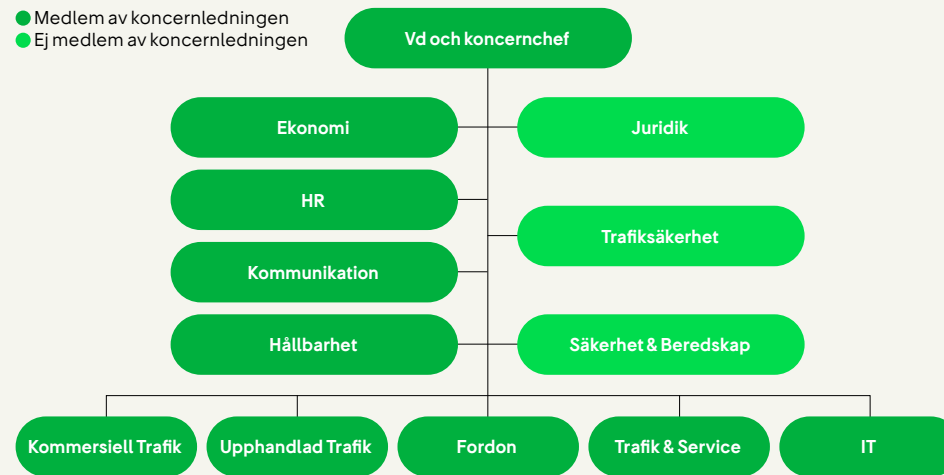 Medlem av koncernledningen
Ej medlem av koncernledningen
Vd och koncernchef
Ekonomi
Juridik
HR
Trafiksäkerhet
Kommunikation
Hållbarhet
Säkerhet & Beredskap
Kommersiell Trafik
Upphandlad Trafik
Fordon
Trafik & Service
IT